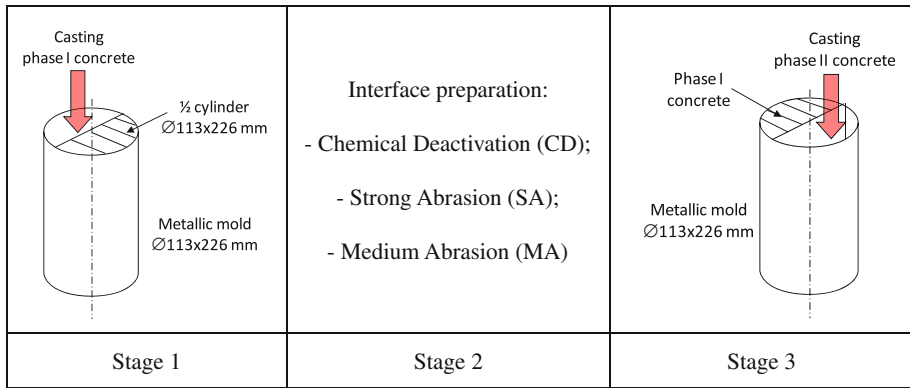 Casting
phase I concrete
½ cylinder
∅113x226 mm
Metallic mold
∅113x226 mm
Interface preparation:
- Chemical Deactivation (CD);
- Strong Abrasion (SA);
- Medium Abrasion (MA)
Casting
phase II concrete
Phase I
concrete
Metallic mold
∅113x226 mm
Stage 1
Stage 2
Stage 3